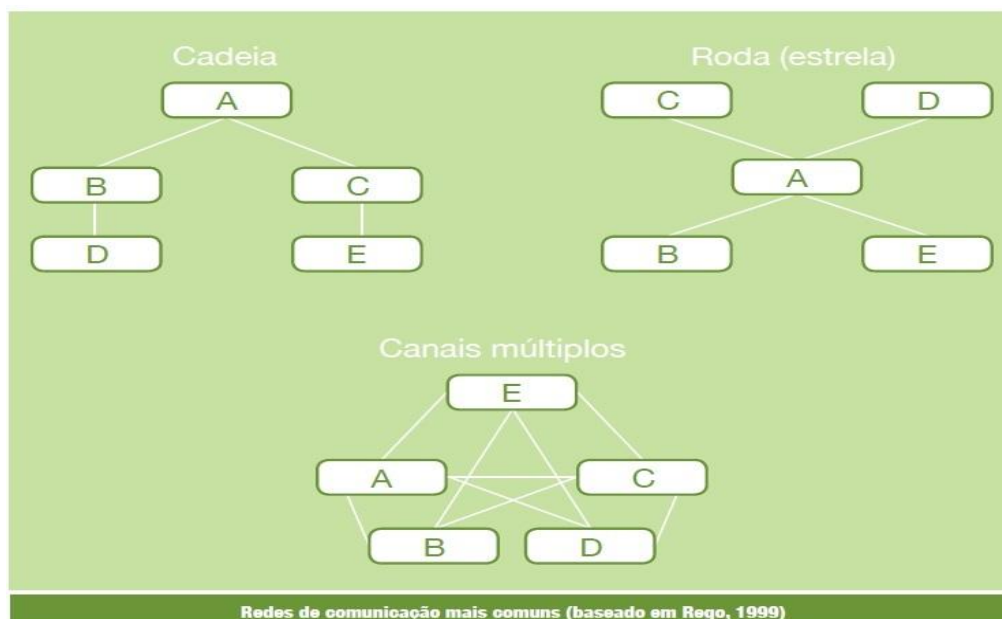 Cadeia
A
B
C
D
E
Roda (estrela)
C
D
A
B
E
Canais múltiplos
E
A
C
B
D
Redes de comunicação mais comuns (baseado em Rego, 1999)